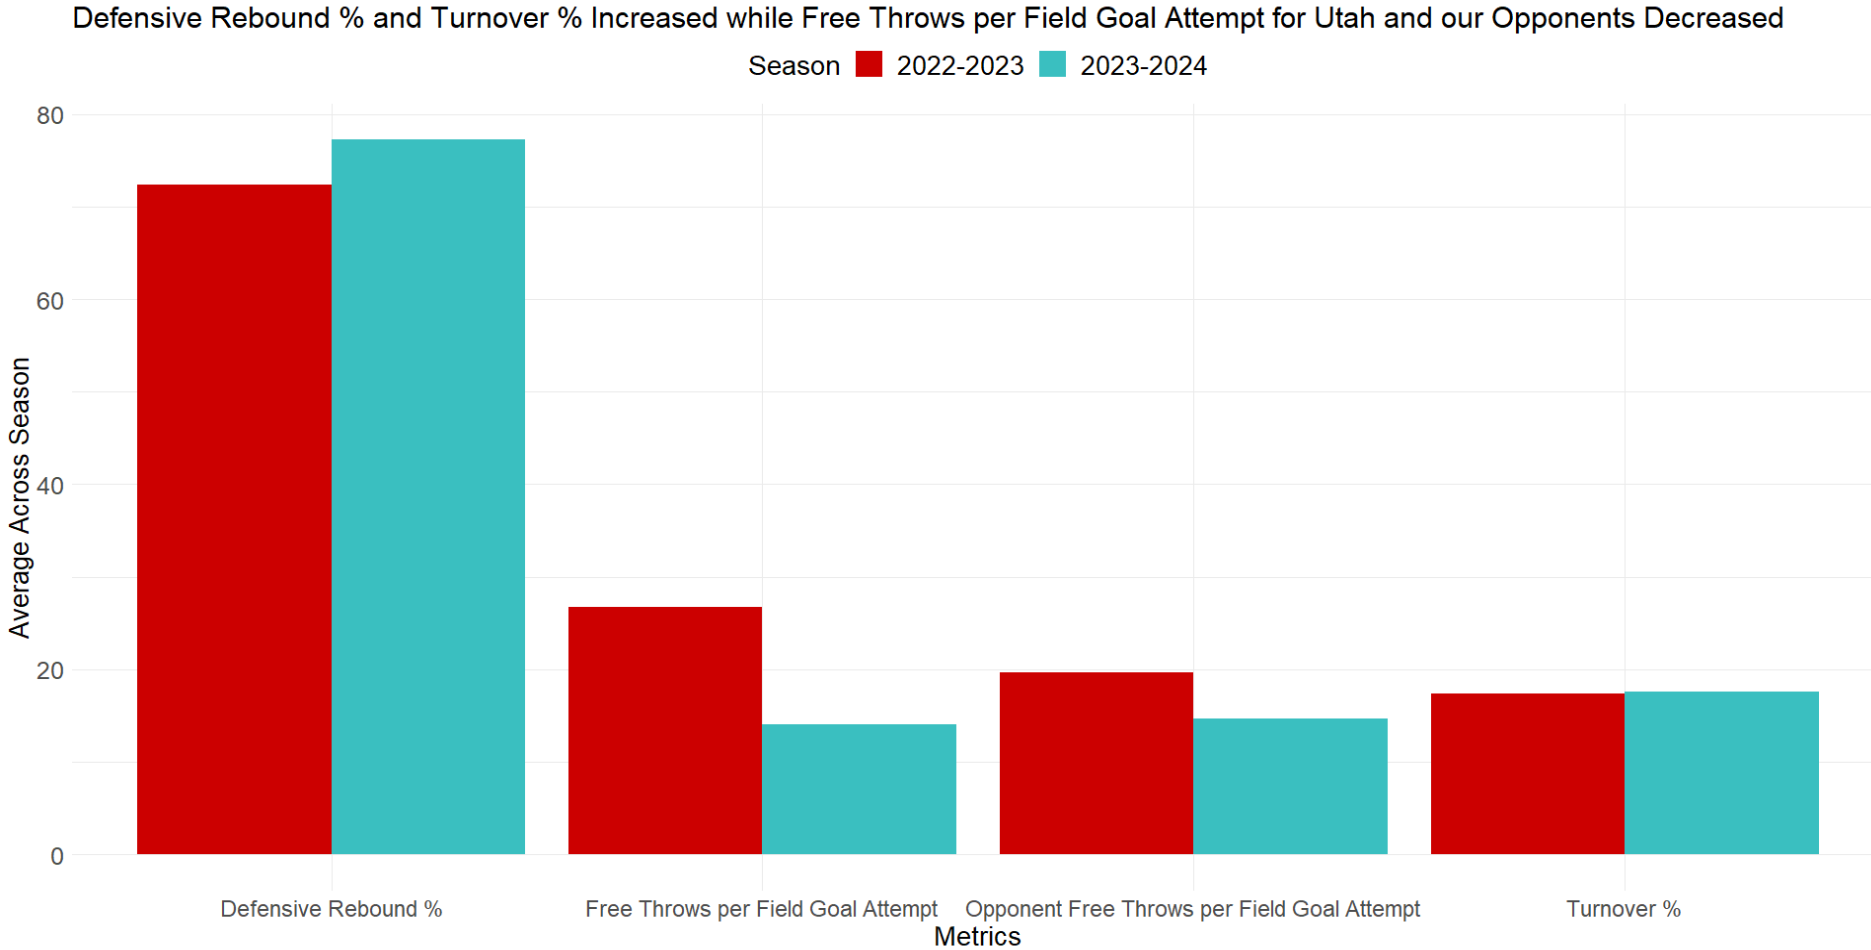 Defensive Rebound % and Turnover % Increased while Free Throws per Field Goal Attempt for Utah and our Opponents Decreased
Season 2022-2023 2023-2024
80
60
40
20
0
Average Across Season
Defensive Rebound % Free Throws per Field Goal Attempt Opponent Free Throws per Field Goal Attempt Turnover %
Metrics